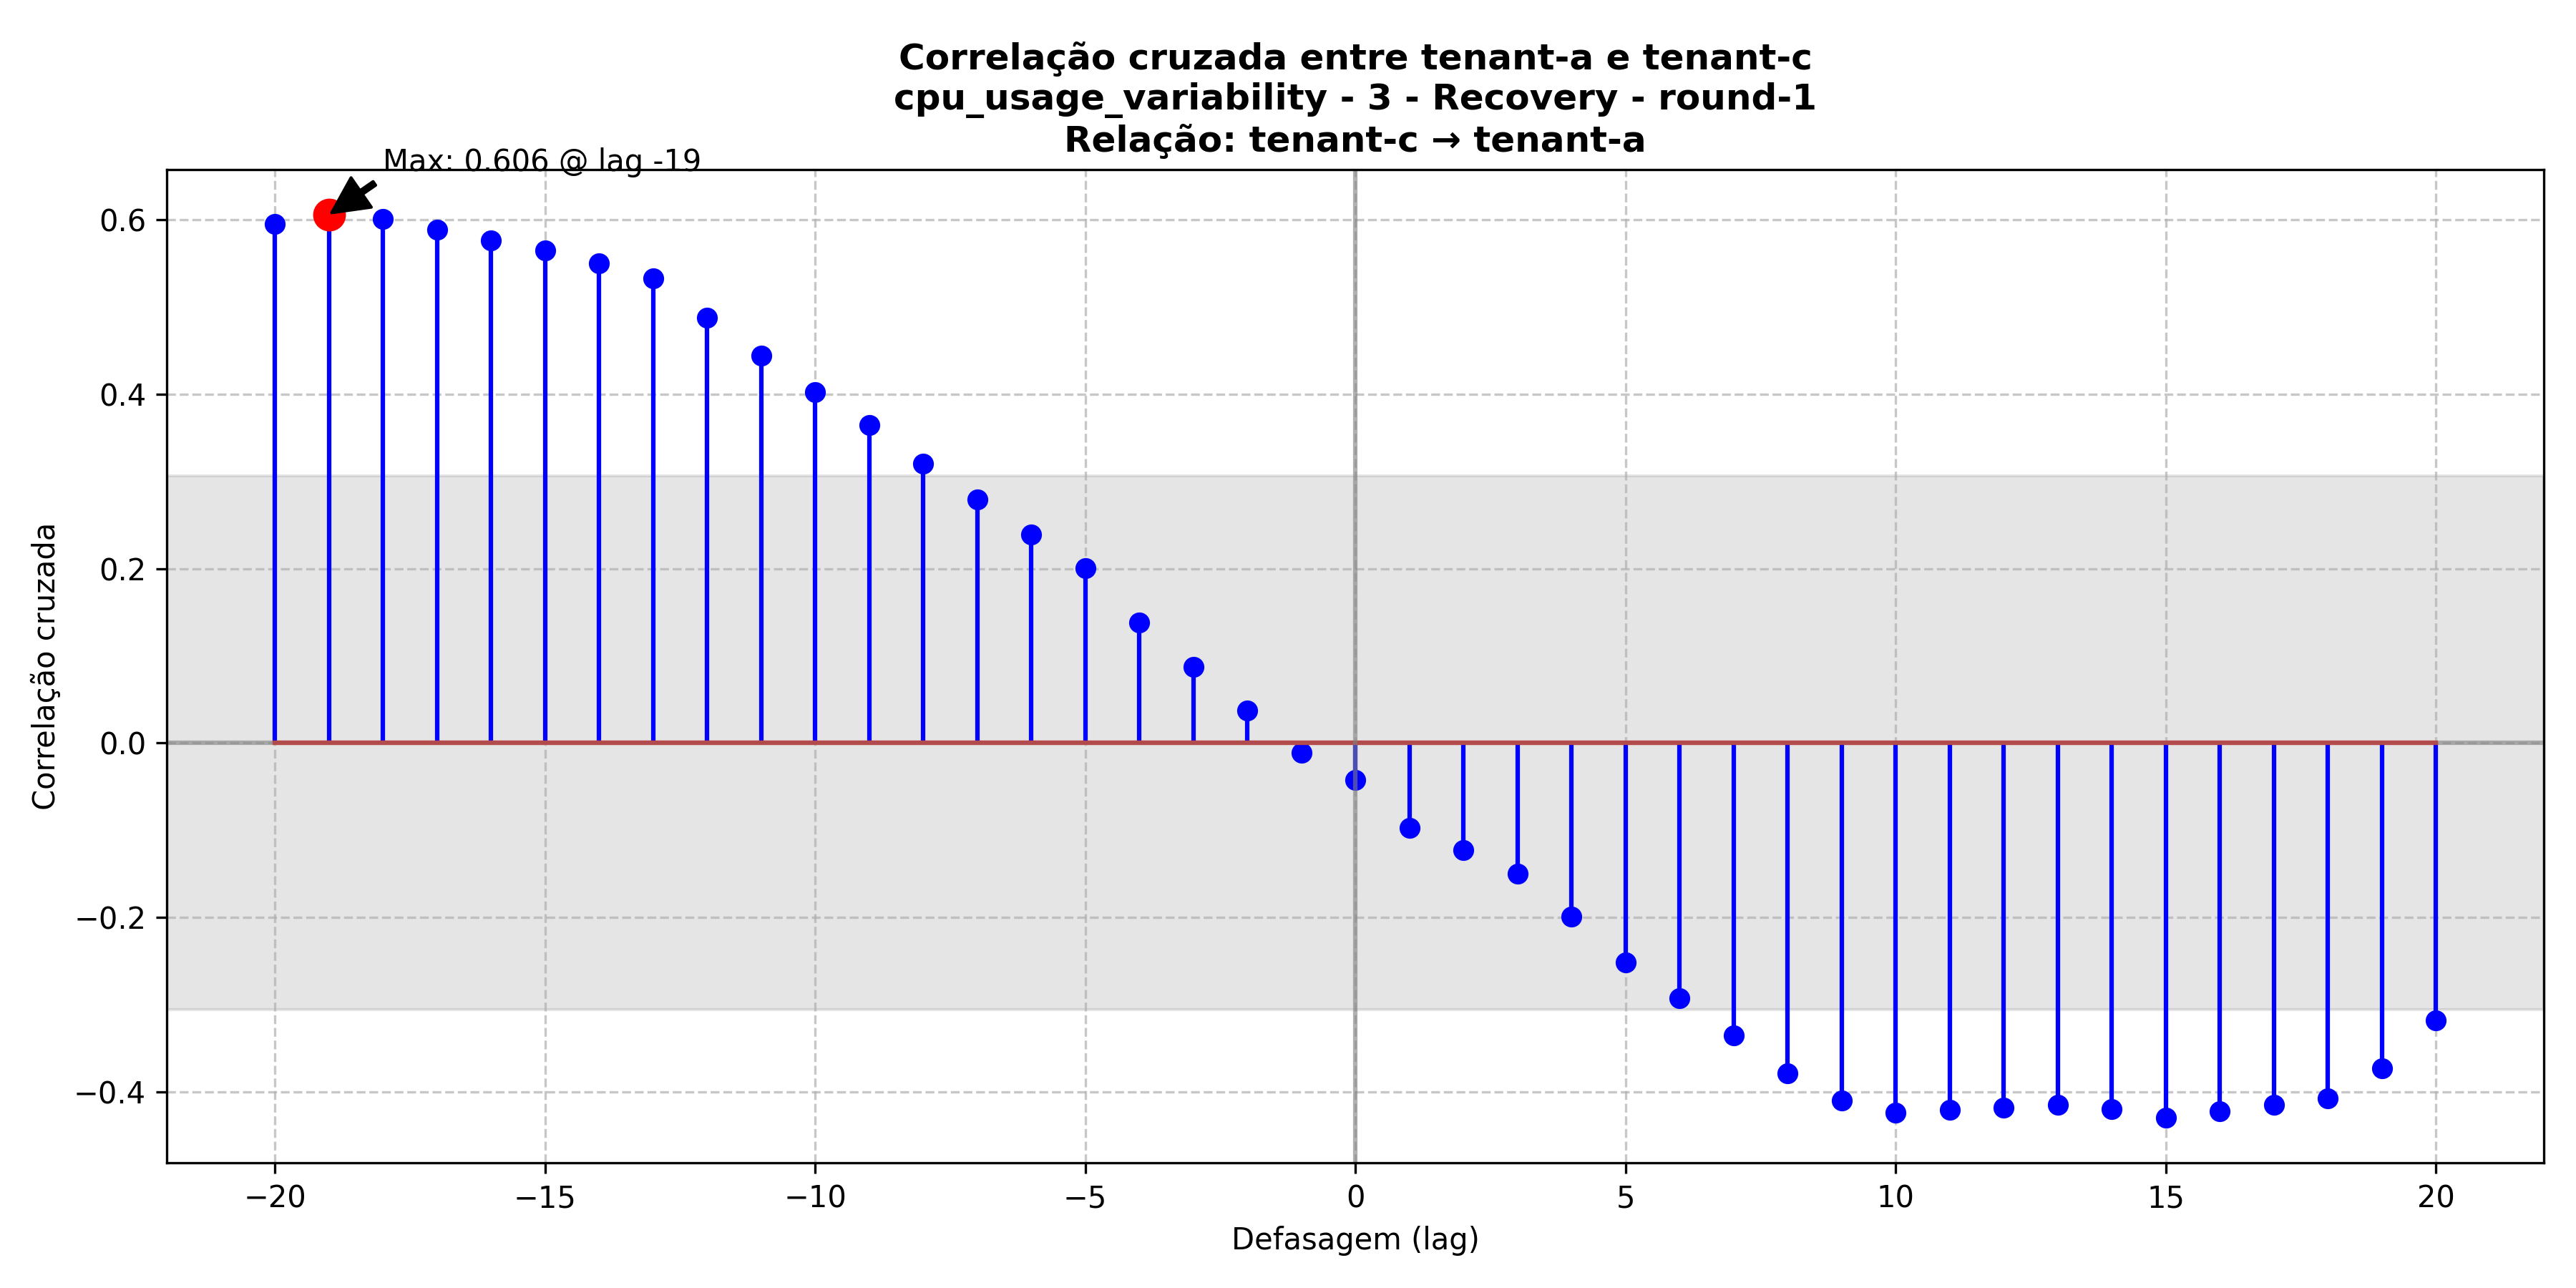 Correlação cruzada entre tenant-a e tenant-c
cpu_usage_variability - 3 - Recovery - round-1
Relação: tenant-c → tenant-a
Max: 0.606 @ lag -19
0.6
0.4
0.2
0.0
−0.2
−0.4
Correlação cruzada
−20
−15
−10
−5
0
5
10
15
20
Defasagem (lag)